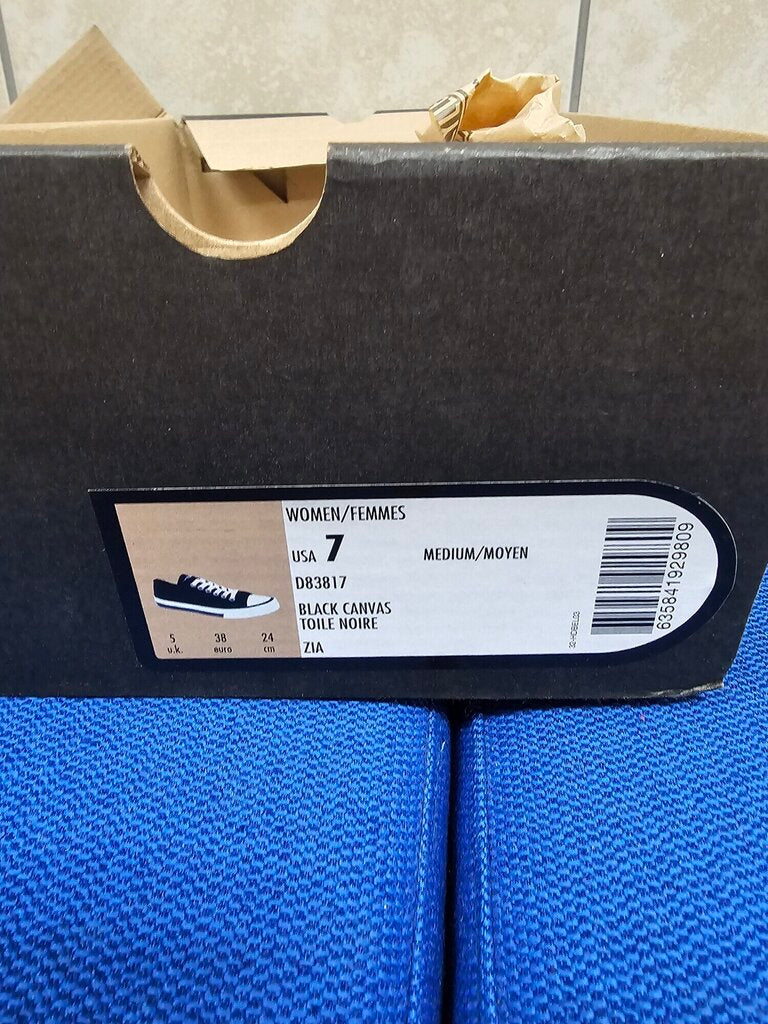 WOMEN/FEMMES
USA 7 MEDIUM/MOYEN
D83817
BLACK CANVAS
TOILE NOIRE
ZIA
5 38 24
u.k. euro cm
635841929809